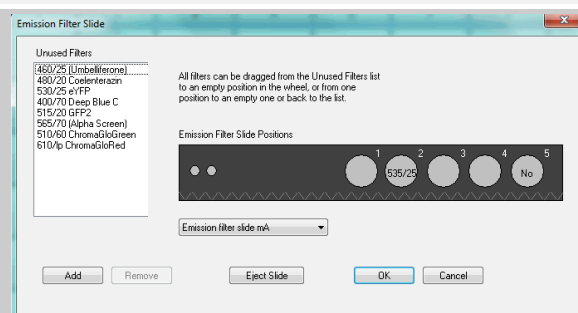 Emission Filter Slide
Unused Filters
460/25 (Umbelliferone)
480/20 Coelenterazin
530/25 eYFP
400/70 Deep Blue C
515/20 GFP2
565/70 (Alpha Screen)
510/60 ChromaGloGreen
610/lp ChromaGloRed
All filters can be dragged from the Unused Filters list
to an empty position in the wheel, or from one
position to an empty one or back to the list.
Emission Filter Slide Positions
1 2 3 4 5
535/25 No
Emission filter slide mA
Add Remove Eject Slide OK Cancel